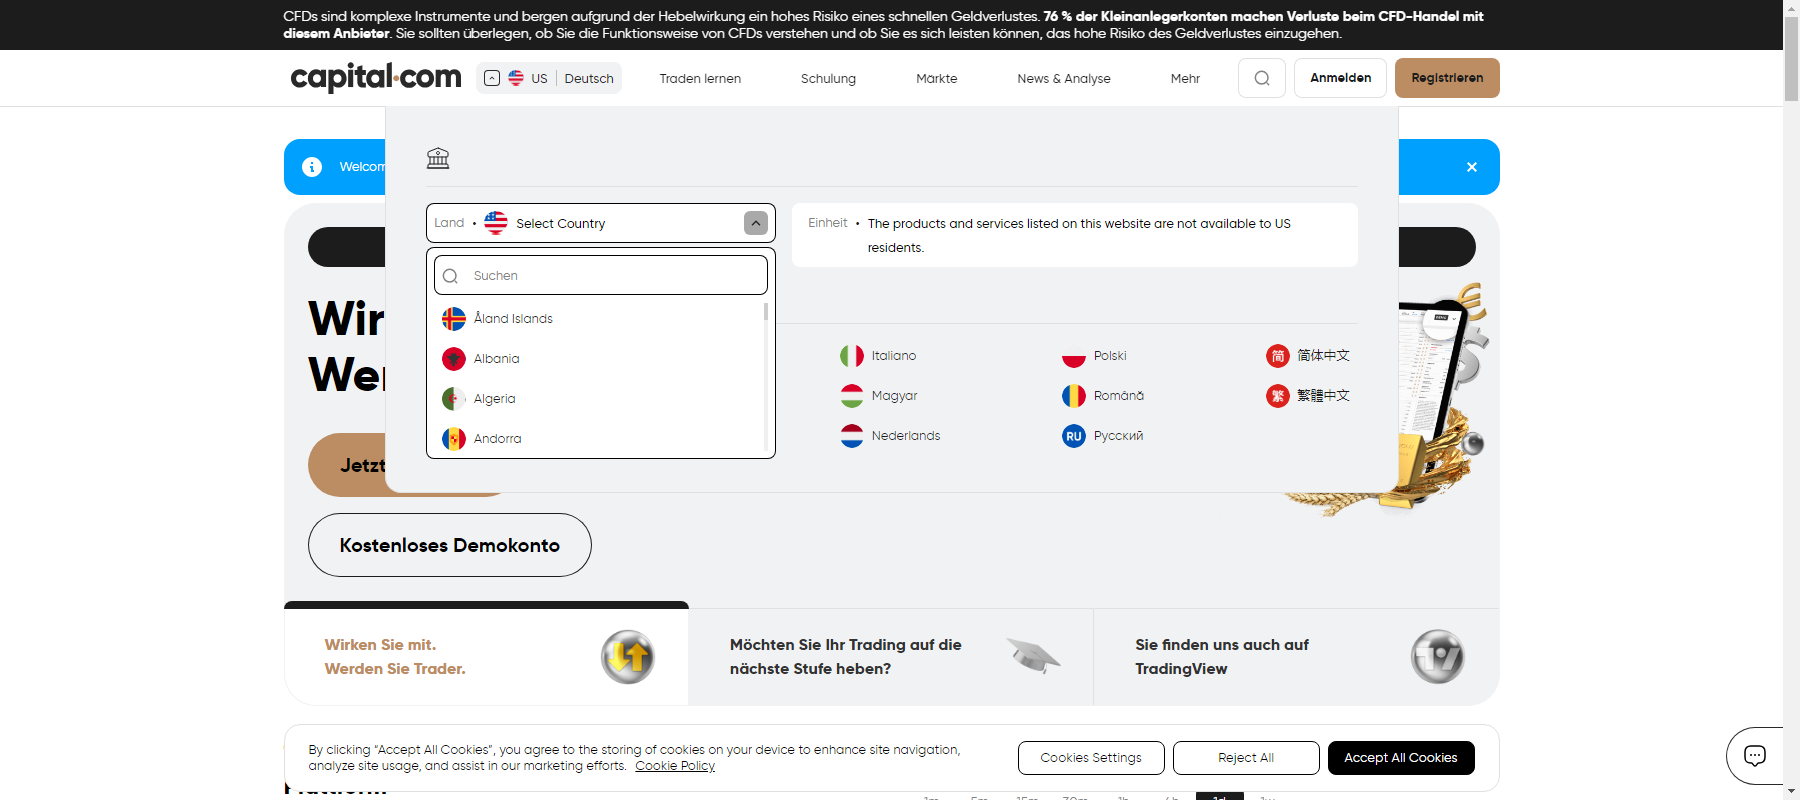 CFDs sind komplexe Instrumente und bergen aufgrund der Hebelwirkung ein hohes Risiko eines schnellen Geldverlustes. 76 % der Kleinanlegerkonten machen Verluste beim CFD-Handel mit
diesem Anbieter. Sie sollten überlegen, ob Sie die Funktionsweise von CFDs verstehen und ob Sie es sich leisten können, das hohe Risiko des Geldverlustes einzugehen.
capital.com
US Deutsch
Traden lernen
Schulung
Märkte
News & Analyse
Mehr
Anmelden
Registrieren
Land • Select Country
Einheit • The products and services listed on this website are not available to US
residents.
Suchen
Åland Islands
Albania
Algeria
Andorra
Italiano
Polski
简 简体中文
Magyar
Română
繁 繁體中文
Nederlands
RU Русский
Jetzt
Kostenloses Demokonto
Wirken Sie mit.
Werden Sie Trader.
Möchten Sie Ihr Trading auf die
nächste Stufe heben?
Sie finden uns auch auf
TradingView
By clicking “Accept All Cookies”, you agree to the storing of cookies on your device to enhance site navigation,
analyze site usage, and assist in our marketing efforts. Cookie Policy
Cookies Settings
Reject All
Accept All Cookies